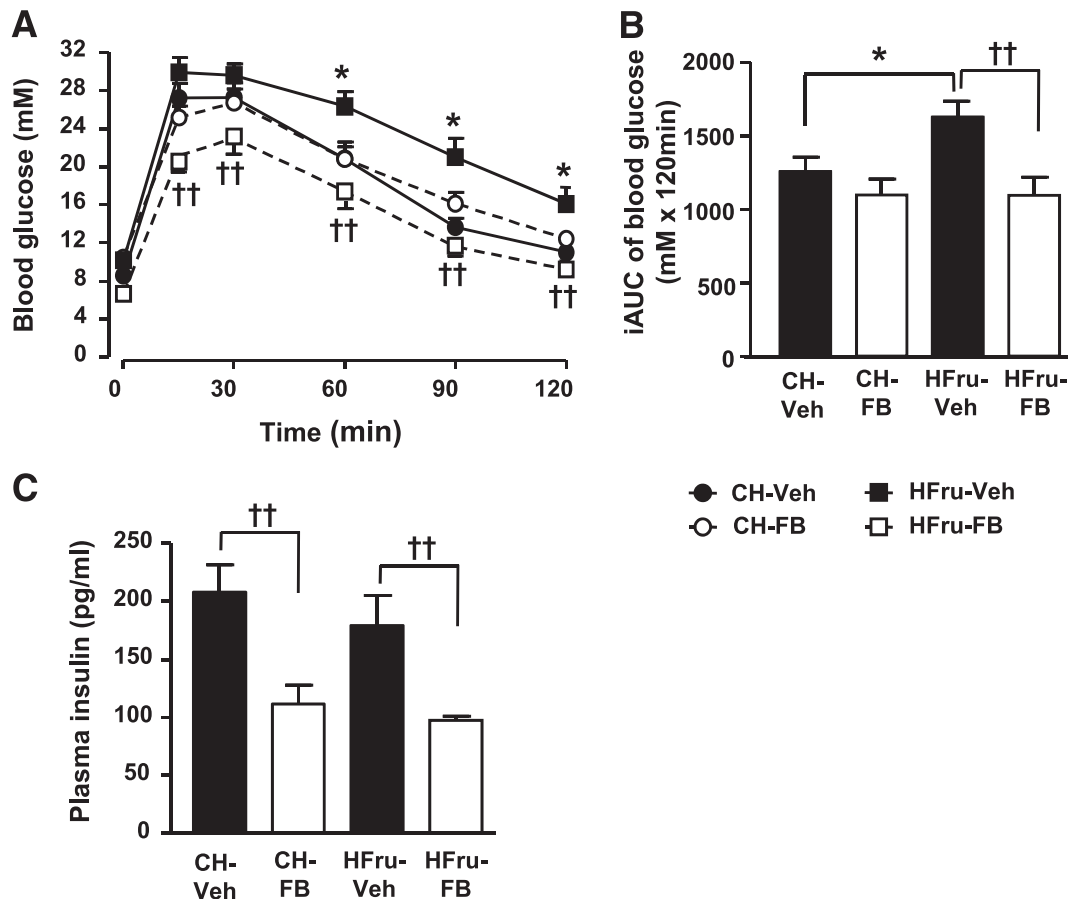 A
32
28
24
20
16
12
8
4
0
Blood glucose (mM)
*
*
*
††
††
††
††
††
0
30
60
90
120
Time (min)
B
2000
1500
1000
500
0
iAUC of blood glucose
(mM x 120min)
*
††
CH-
Veh
CH-
FB
HFru-
Veh
HFru-
FB
CH-Veh
HFru-Veh
CH-FB
HFru-FB
C
250
200
150
100
50
0
Plasma insulin (pg/ml)
††
††
CH-
Veh
CH-
FB
HFru-
Veh
HFru-
FB